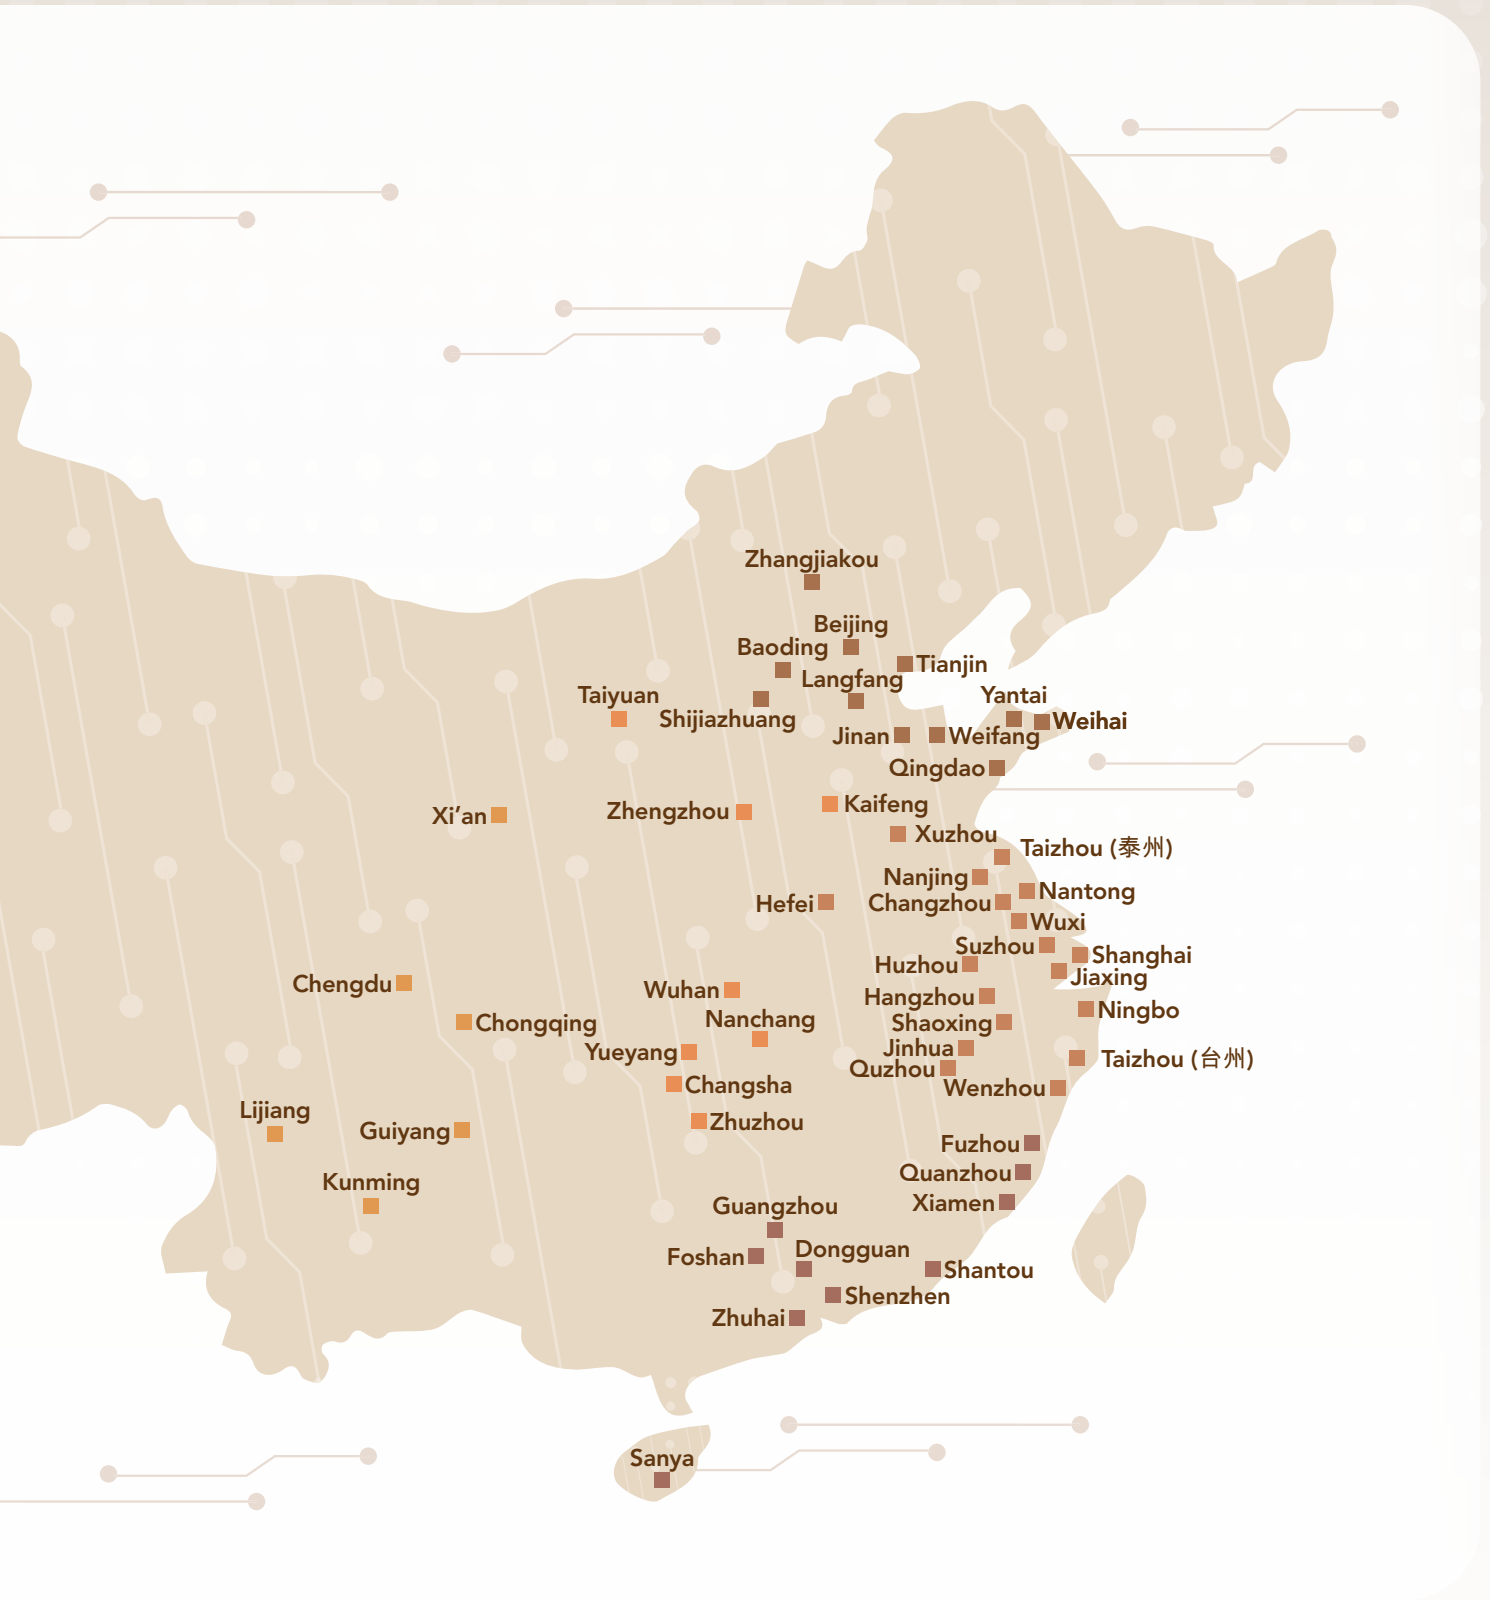 Zhangjiakou
Beijing
Baoding
Tianjin
Langfang
Taiyuan
Yantai
Shijiazhuang
Weihai
Jinan
Weifang
Qingdao
Kaifeng
Zhengzhou
Xi’an
Xuzhou
Taizhou (泰州)
Nanjing
Nantong
Hefei
Changzhou
Wuxi
Suzhou
Shanghai
Huzhou
Jiaxing
Chengdu
Wuhan
Hangzhou
Ningbo
Nanchang
Chongqing
Shaoxing
Jinhua
Yueyang
Taizhou (台州)
Quzhou
Changsha
Wenzhou
Lijiang
Zhuzhou
Guiyang
Fuzhou
Quanzhou
Kunming
Xiamen
Guangzhou
Dongguan
Foshan
Shantou
Shenzhen
Zhuhai
Sanya